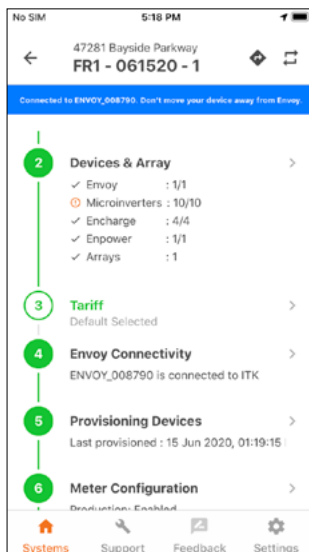 No SIM 5:18 PM
47281 Bayside Parkway
FR1 - 061520 - 1
Connected to ENVOY_008790. Don't move your device away from Envoy.
2 Devices & Array
Envoy : 1/1
Microinverters : 10/10
Encharge : 4/4
Enpower : 1/1
Arrays : 1
3 Tariff
Default Selected
4 Envoy Connectivity
ENVOY_008790 is connected to ITK
5 Provisioning Devices
Last provisioned : 15 Jun 2020, 01:19:15
6 Meter Configuration
Production: Enabled
Systems Support Feedback Settings